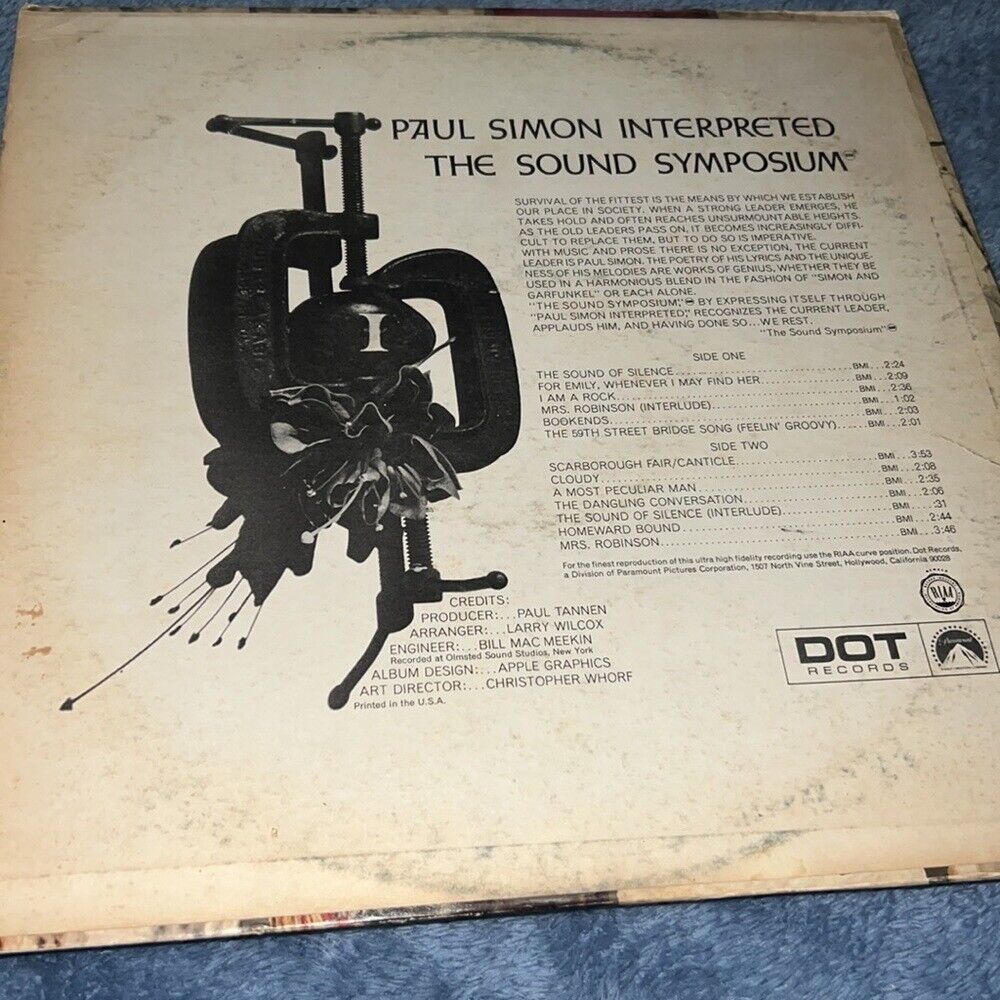 PAUL SIMON INTERPRETED
THE SOUND SYMPOSIUM
SURVIVAL OF THE FITTEST IS THE MEANS BY WHICH WE ESTABLISH
OUR PLACE IN SOCIETY. WHEN A STRONG LEADER EMERGES, HE
TAKES HOLD AND OFTEN REACHES UNSURMOUNTABLE HEIGHTS.
AS THE OLD LEADERS PASS ON, IT BECOMES INCREASINGLY DIFFI-
CULT TO REPLACE THEM, BUT TO DO SO IS IMPERATIVE.
WITH MUSIC AND PROSE THERE IS NO EXCEPTION, THE CURRENT
LEADER IS PAUL SIMON. THE POETRY OF HIS LYRICS AND THE UNIQUE-
NESS OF HIS MELODIES ARE WORKS OF GENIUS, WHETHER THEY BE
USED IN A HARMONIOUS BLEND IN THE FASHION OF "SIMON AND
GARFUNKEL" OR EACH ALONE.
"THE SOUND SYMPOSIUM," BY EXPRESSING ITSELF THROUGH
"PAUL SIMON INTERPRETED," RECOGNIZES THE CURRENT LEADER,
APPLAUDS HIM, AND HAVING DONE SO...WE REST.
"The Sound Symposium"
I
SIDE ONE
THE SOUND OF SILENCE...BMI...2:24
FOR EMILY, WHENEVER I MAY FIND HER...BMI...2:09
I AM A ROCK...BMI...2:36
MRS. ROBINSON (INTERLUDE)...BMI...1:02
BOOKENDS...BMI...2:03
THE 59TH STREET BRIDGE SONG (FEELIN' GROOVY)...BMI...2:01
SIDE TWO
SCARBOROUGH FAIR/CANTICLE...BMI...3:53
CLOUDY...BMI...2:08
A MOST PECULIAR MAN...BMI...2:35
THE DANGLING CONVERSATION...BMI...2:06
THE SOUND OF SILENCE (INTERLUDE)...BMI...:31
HOMEWARD BOUND...BMI...2:44
MRS. ROBINSON...BMI...3:46
For the finest reproduction of this ultra high fidelity recording use the RIAA curve position. Dot Records,
a Division of Paramount Pictures Corporation, 1507 North Vine Street, Hollywood, California 90028
RIAA
CREDITS:
PRODUCER:...PAUL TANNEN
ARRANGER:...LARRY WILCOX
ENGINEER:...BILL MAC MEEKIN
Recorded at Olmsted Sound Studios, New York
ALBUM DESIGN:...APPLE GRAPHICS
ART DIRECTOR:...CHRISTOPHER WHORF
Printed in the U.S.A.
DOT
RECORDS
Paramount